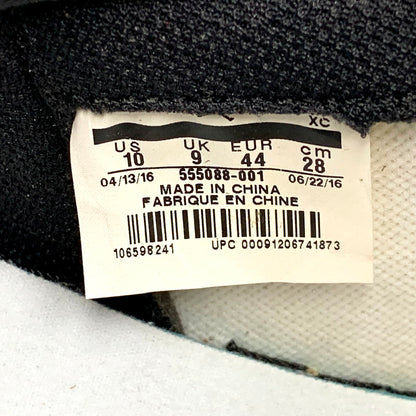 XC
US UK EUR cm
10 9 44 28
04/13/16 555088-001 06/22/16
MADE IN CHINA
FABRIQUE EN CHINE
106598241 UPC 00091206741873